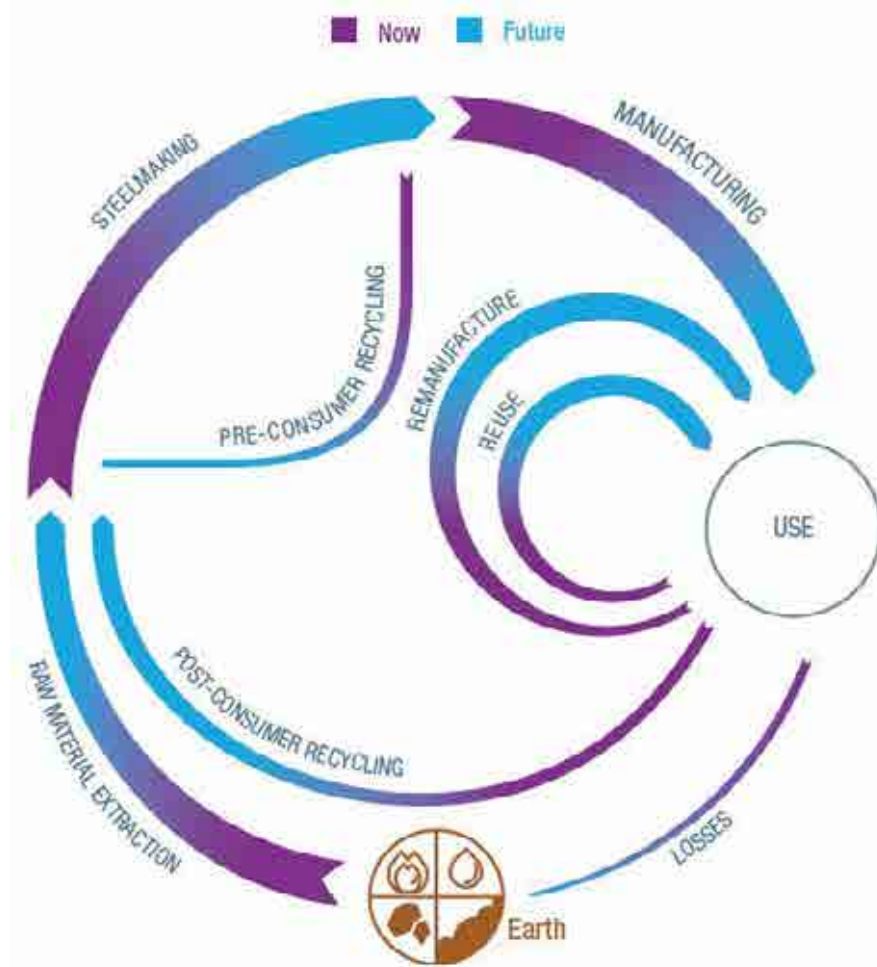 Now
Future
STEELMAKING
MANUFACTURING
PRE-CONSUMER RECYCLING
REMANUFACTURE
REUSE
USE
POST-CONSUMER RECYCLING
RAW MATERIAL EXTRACTION
LOSSES
Earth